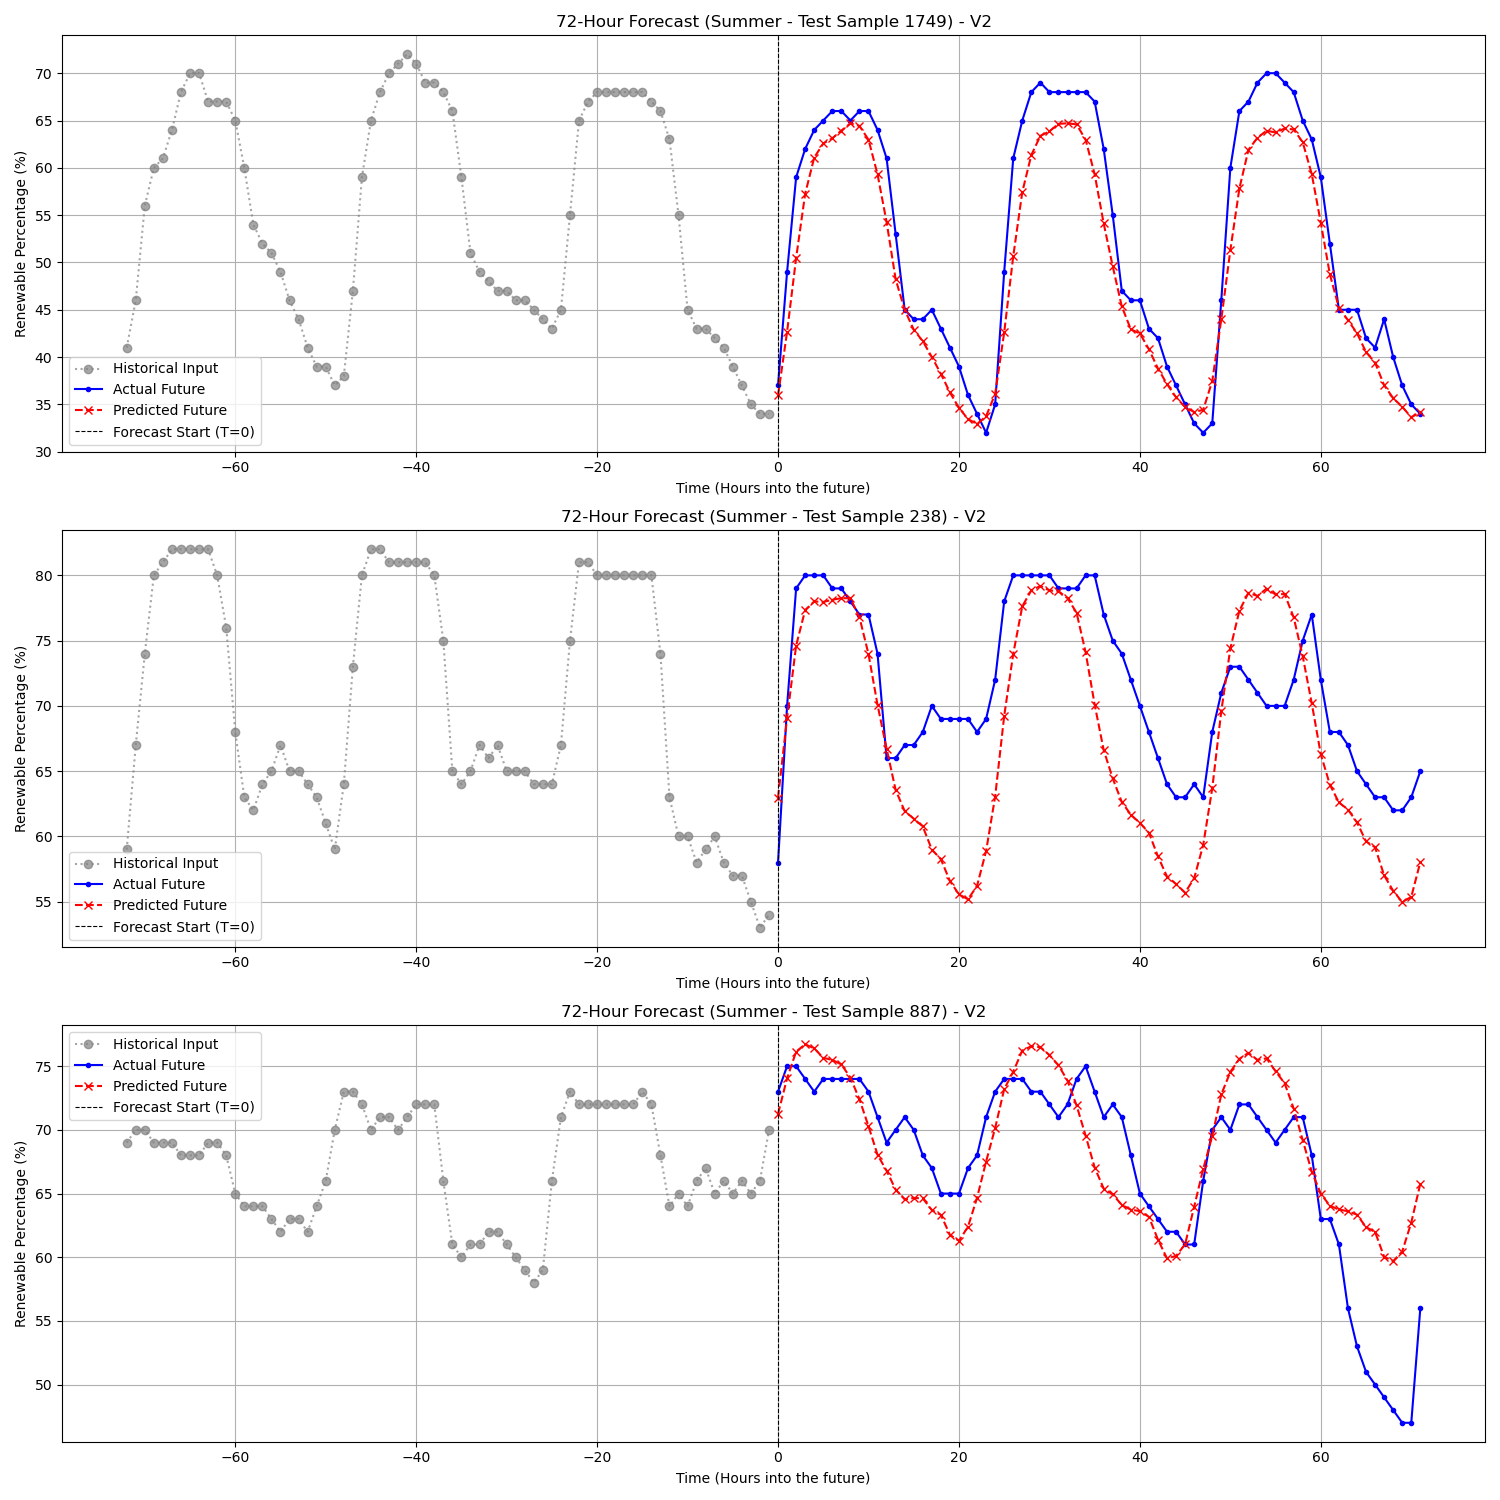 72-Hour Forecast (Summer - Test Sample 1749) - V2
Renewable Percentage (%)
70
65
60
55
50
45
40
35
30
Historical Input
Actual Future
Predicted Future
Forecast Start (T=0)
−60
−40
−20
0
20
40
60
Time (Hours into the future)
72-Hour Forecast (Summer - Test Sample 238) - V2
Renewable Percentage (%)
80
75
70
65
60
55
Historical Input
Actual Future
Predicted Future
Forecast Start (T=0)
−60
−40
−20
0
20
40
60
Time (Hours into the future)
72-Hour Forecast (Summer - Test Sample 887) - V2
Renewable Percentage (%)
Historical Input
Actual Future
Predicted Future
Forecast Start (T=0)
75
70
65
60
55
50
−60
−40
−20
0
20
40
60
Time (Hours into the future)